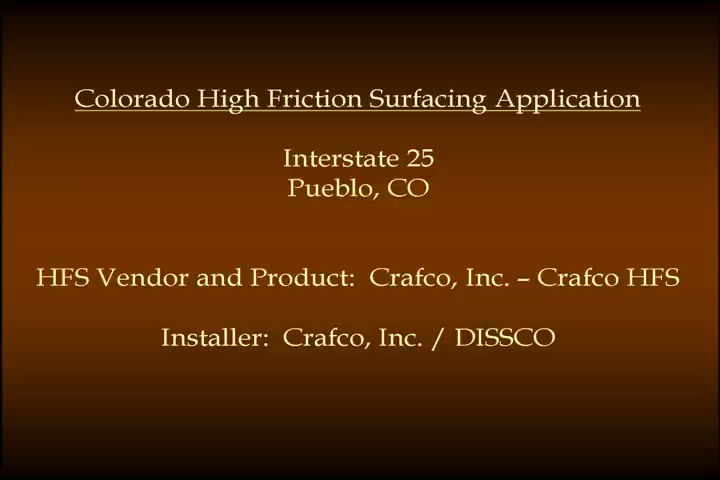 Colorado High Friction Surfacing Application
Interstate 25
Pueblo, CO
HFS Vendor and Product:  Crafco, Inc. – Crafco HFS
Installer:  Crafco, Inc. / DISSCO